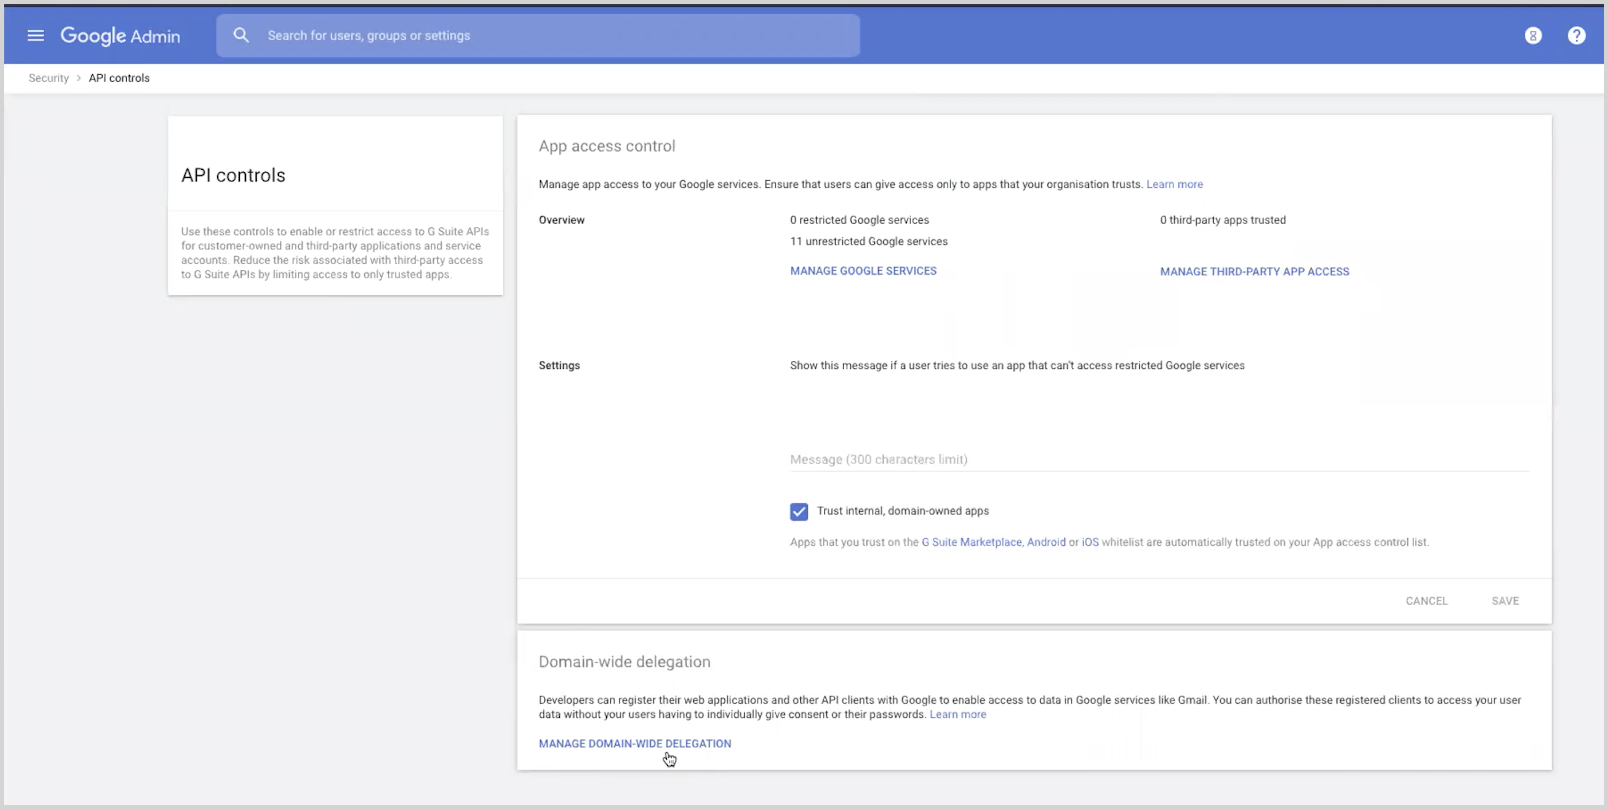 Google Admin
Search for users, groups or settings
Security > API controls
API controls
Use these controls to enable or restrict access to G Suite APIs
for customer-owned and third-party applications and service
accounts. Reduce the risk associated with third-party access
to G Suite APIs by limiting access to only trusted apps.
App access control
Manage app access to your Google services. Ensure that users can give access only to apps that your organisation trusts. Learn more
Overview
0 restricted Google services
11 unrestricted Google services
MANAGE GOOGLE SERVICES
0 third-party apps trusted
MANAGE THIRD-PARTY APP ACCESS
Settings
Show this message if a user tries to use an app that can't access restricted Google services
Message (300 characters limit)
Trust internal, domain-owned apps
Apps that you trust on the G Suite Marketplace, Android or iOS whitelist are automatically trusted on your App access control list.
CANCEL
SAVE
Domain-wide delegation
Developers can register their web applications and other API clients with Google to enable access to data in Google services like Gmail. You can authorise these registered clients to access your user
data without your users having to individually give consent or their passwords. Learn more
MANAGE DOMAIN-WIDE DELEGATION